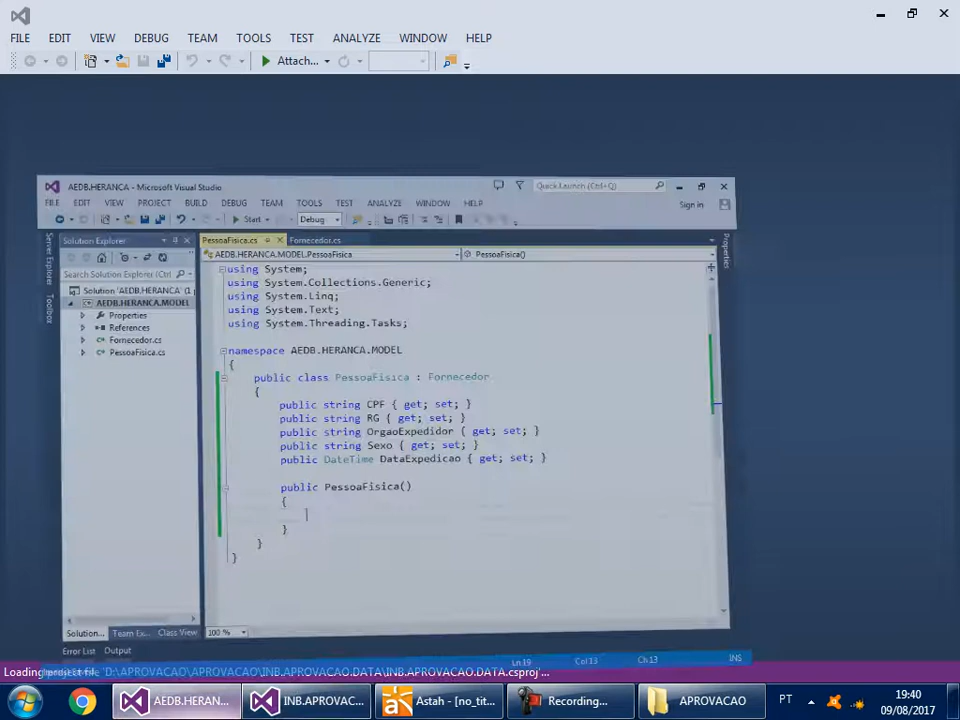 FILE EDIT VIEW DEBUG TEAM TOOLS TEST ANALYZE WINDOW HELP
Attach...
AEDB.HERANCA - Microsoft Visual Studio
Quick Launch (Ctrl+Q)
FILE EDIT VIEW PROJECT BUILD DEBUG TEAM TOOLS TEST ANALYZE WINDOW HELP
Sign in
Start
Debug
Server Explorer
Toolbox
Solution Explorer
Search Solution Explorer (Ctrl
Solution 'AEDB.HERANCA' (1 p
AEDB.HERANCA.MODEL
Properties
References
Fornecedor.cs
PessoaFisica.cs
Solution...
Team Ex...
Class View
PessoaFisica.cs
Fornecedor.cs
Properties
AEDB.HERANCA.MODEL.PessoaFisica
PessoaFisica()
using System;
using System.Collections.Generic;
using System.Linq;
using System.Text;
using System.Threading.Tasks;
namespace AEDB.HERANCA.MODEL
{
public class PessoaFisica : Fornecedor
{
public string CPF { get; set; }
public string RG { get; set; }
public string OrgaoExpedidor { get; set; }
public string Sexo { get; set; }
public DateTime DataExpedicao { get; set; }
public PessoaFisica()
{
}
}
}
100 %
Error List Output
Ln 19 Col 13 Ch 13 INS
Loading project file 'D:\APROVACAO\APROVACAO\INB.APROVACAO.DATA\INB.APROVACAO.DATA.csproj'...
AEDB.HERAN...
INB.APROVAC...
Astah - [no_tit...
Recording...
APROVACAO
PT
19:40
09/08/2017